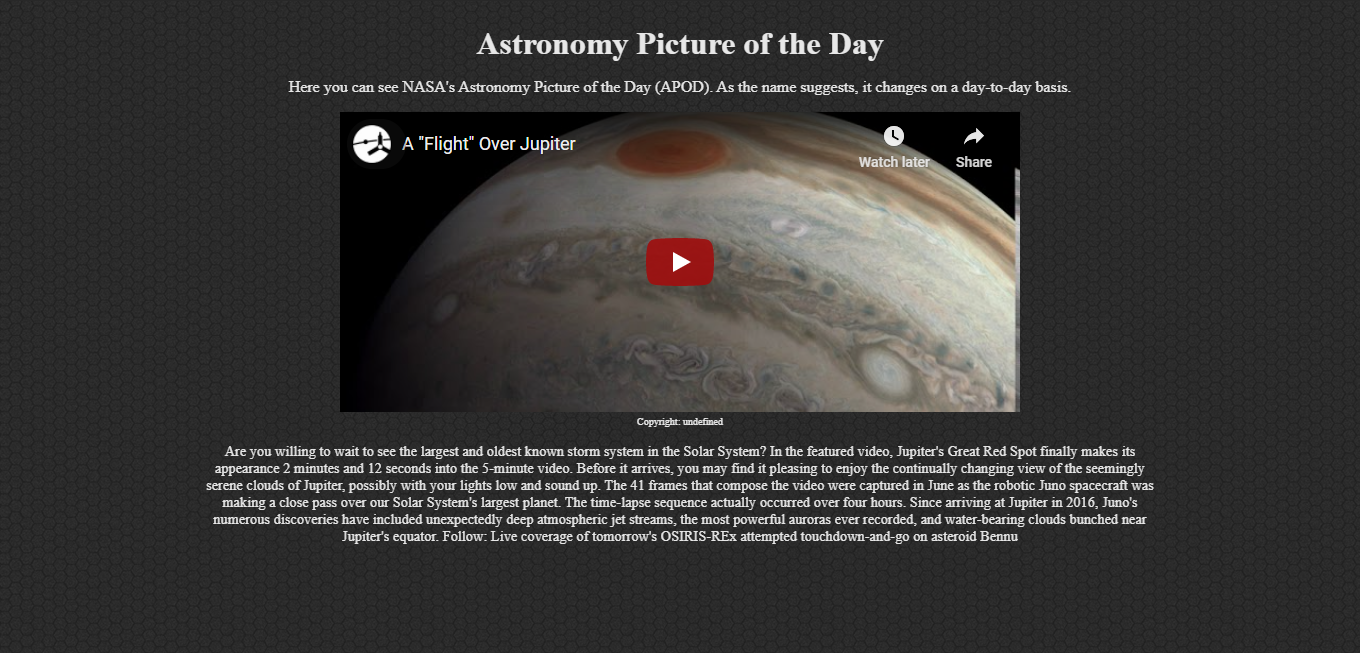 Astronomy Picture of the Day
Here you can see NASA's Astronomy Picture of the Day (APOD). As the name suggests, it changes on a day-to-day basis.
A "Flight" Over Jupiter
Watch later
Share
Copyright: undefined
Are you willing to wait to see the largest and oldest known storm system in the Solar System? In the featured video, Jupiter's Great Red Spot finally makes its
appearance 2 minutes and 12 seconds into the 5-minute video. Before it arrives, you may find it pleasing to enjoy the continually changing view of the seemingly
serene clouds of Jupiter, possibly with your lights low and sound up. The 41 frames that compose the video were captured in June as the robotic Juno spacecraft was
making a close pass over our Solar System's largest planet. The time-lapse sequence actually occurred over four hours. Since arriving at Jupiter in 2016, Juno's
numerous discoveries have included unexpectedly deep atmospheric jet streams, the most powerful auroras ever recorded, and water-bearing clouds bunched near
Jupiter's equator. Follow: Live coverage of tomorrow's OSIRIS-REx attempted touchdown-and-go on asteroid Bennu